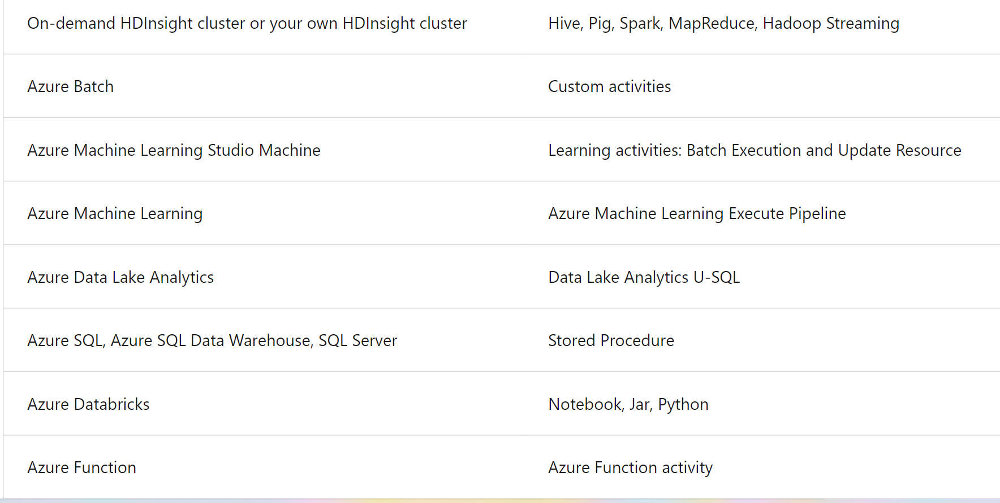 On-demand HDInsight cluster or your own HDInsight cluster Hive, Pig, Spark, MapReduce, Hadoop Streaming
Azure Batch Custom activities
Azure Machine Learning Studio Machine Learning activities: Batch Execution and Update Resource
Azure Machine Learning Azure Machine Learning Execute Pipeline
Azure Data Lake Analytics Data Lake Analytics U-SQL
Azure SQL, Azure SQL Data Warehouse, SQL Server Stored Procedure
Azure Databricks Notebook, Jar, Python
Azure Function Azure Function activity